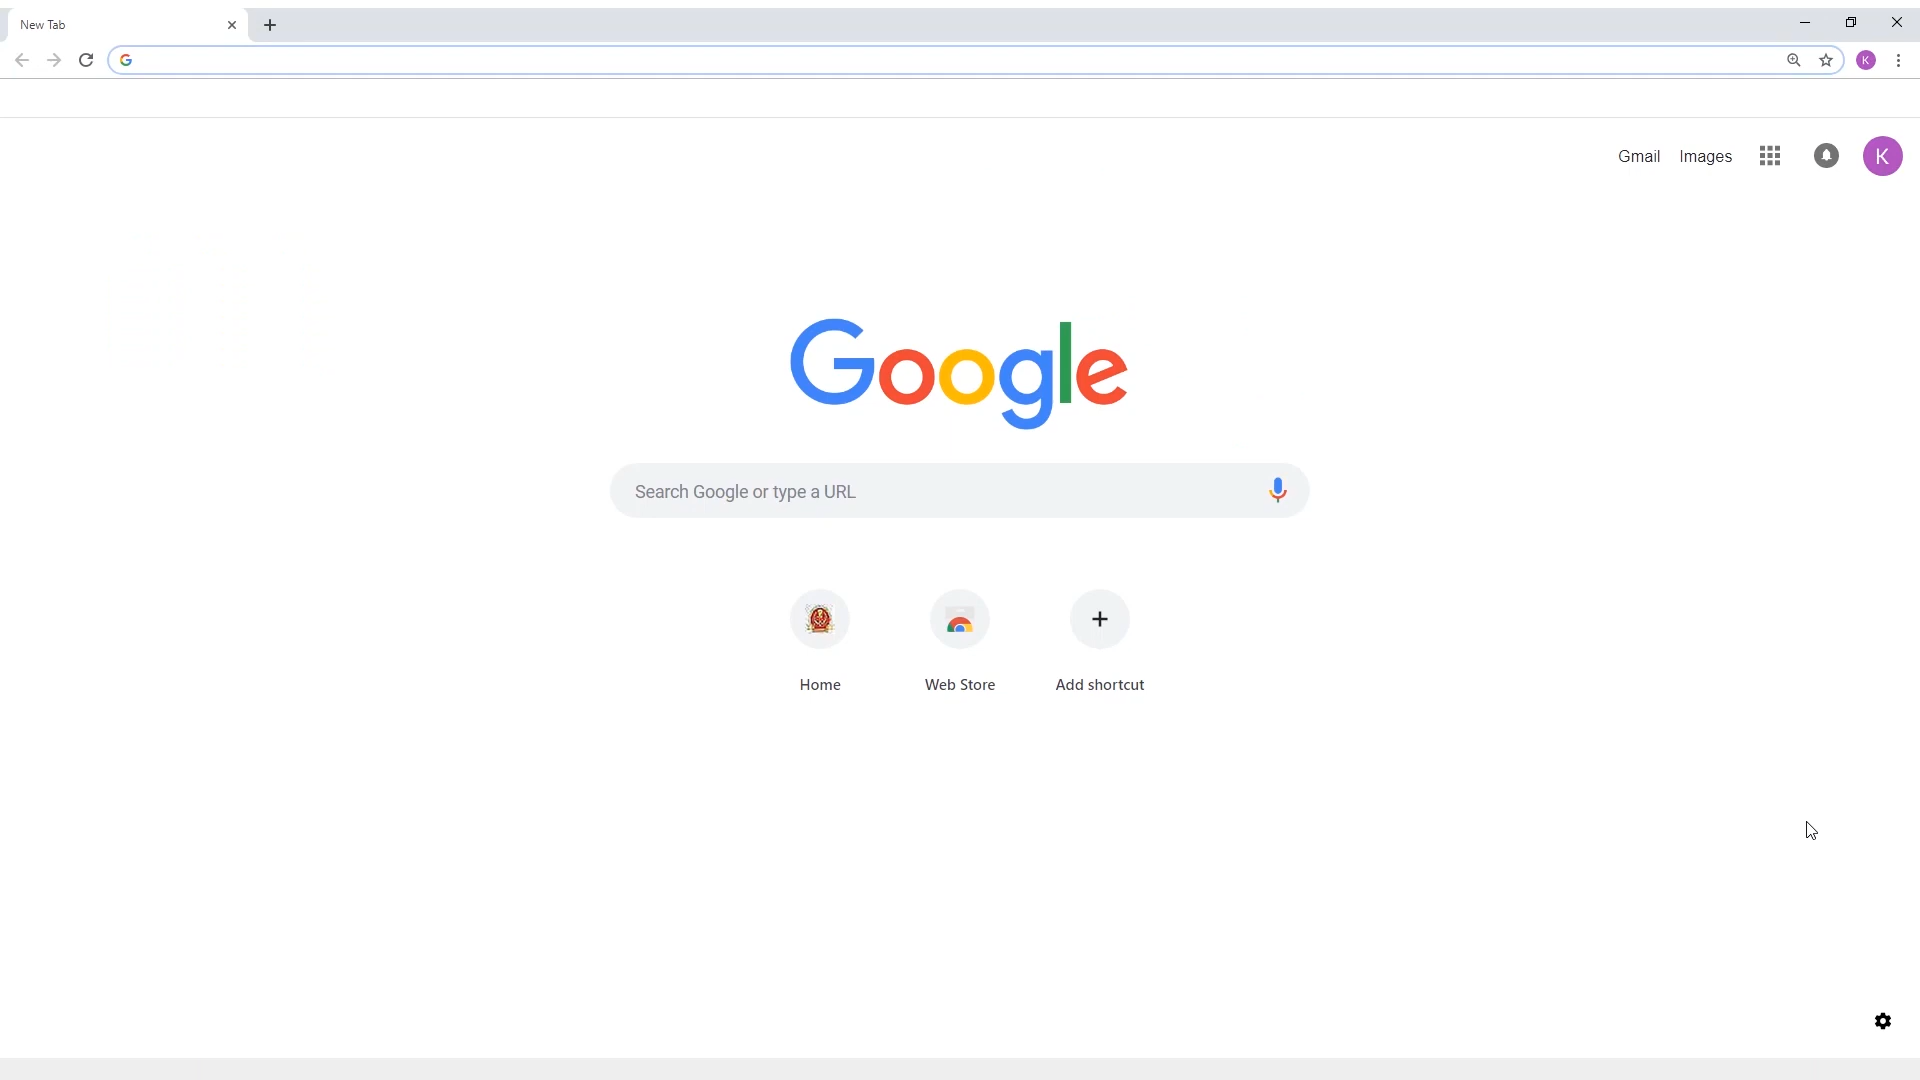 New Tab
K
Gmail Images
K
Google
Search Google or type a URL
Home Web Store Add shortcut